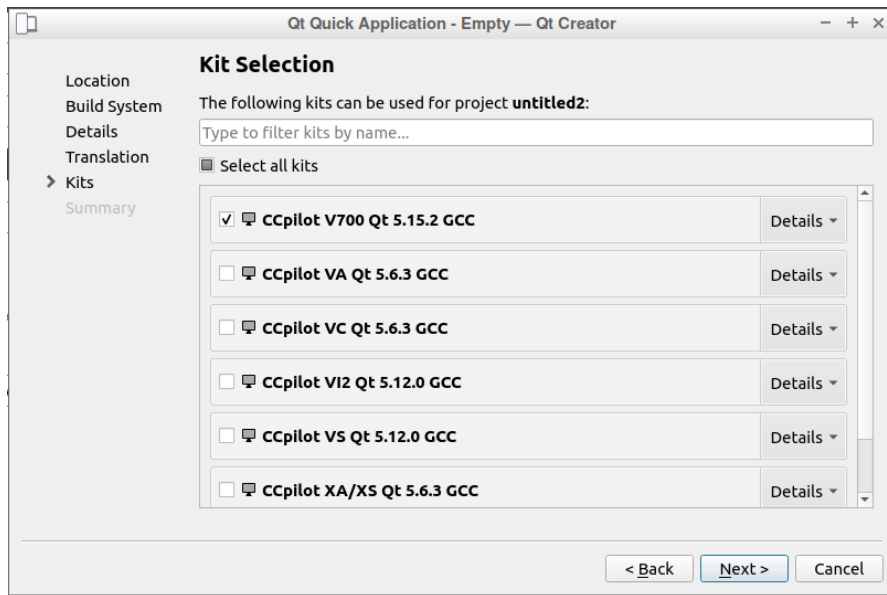 Qt Quick Application - Empty — Qt Creator
Location
Build System
Details
Translation
Kits
Summary
Kit Selection
The following kits can be used for project untitled2:
Type to filter kits by name...
Select all kits
CCpilot V700 Qt 5.15.2 GCC Details
CCpilot VA Qt 5.6.3 GCC Details
CCpilot VC Qt 5.6.3 GCC Details
CCpilot VI2 Qt 5.12.0 GCC Details
CCpilot VS Qt 5.12.0 GCC Details
CCpilot XA/XS Qt 5.6.3 GCC Details
< Back Next > Cancel